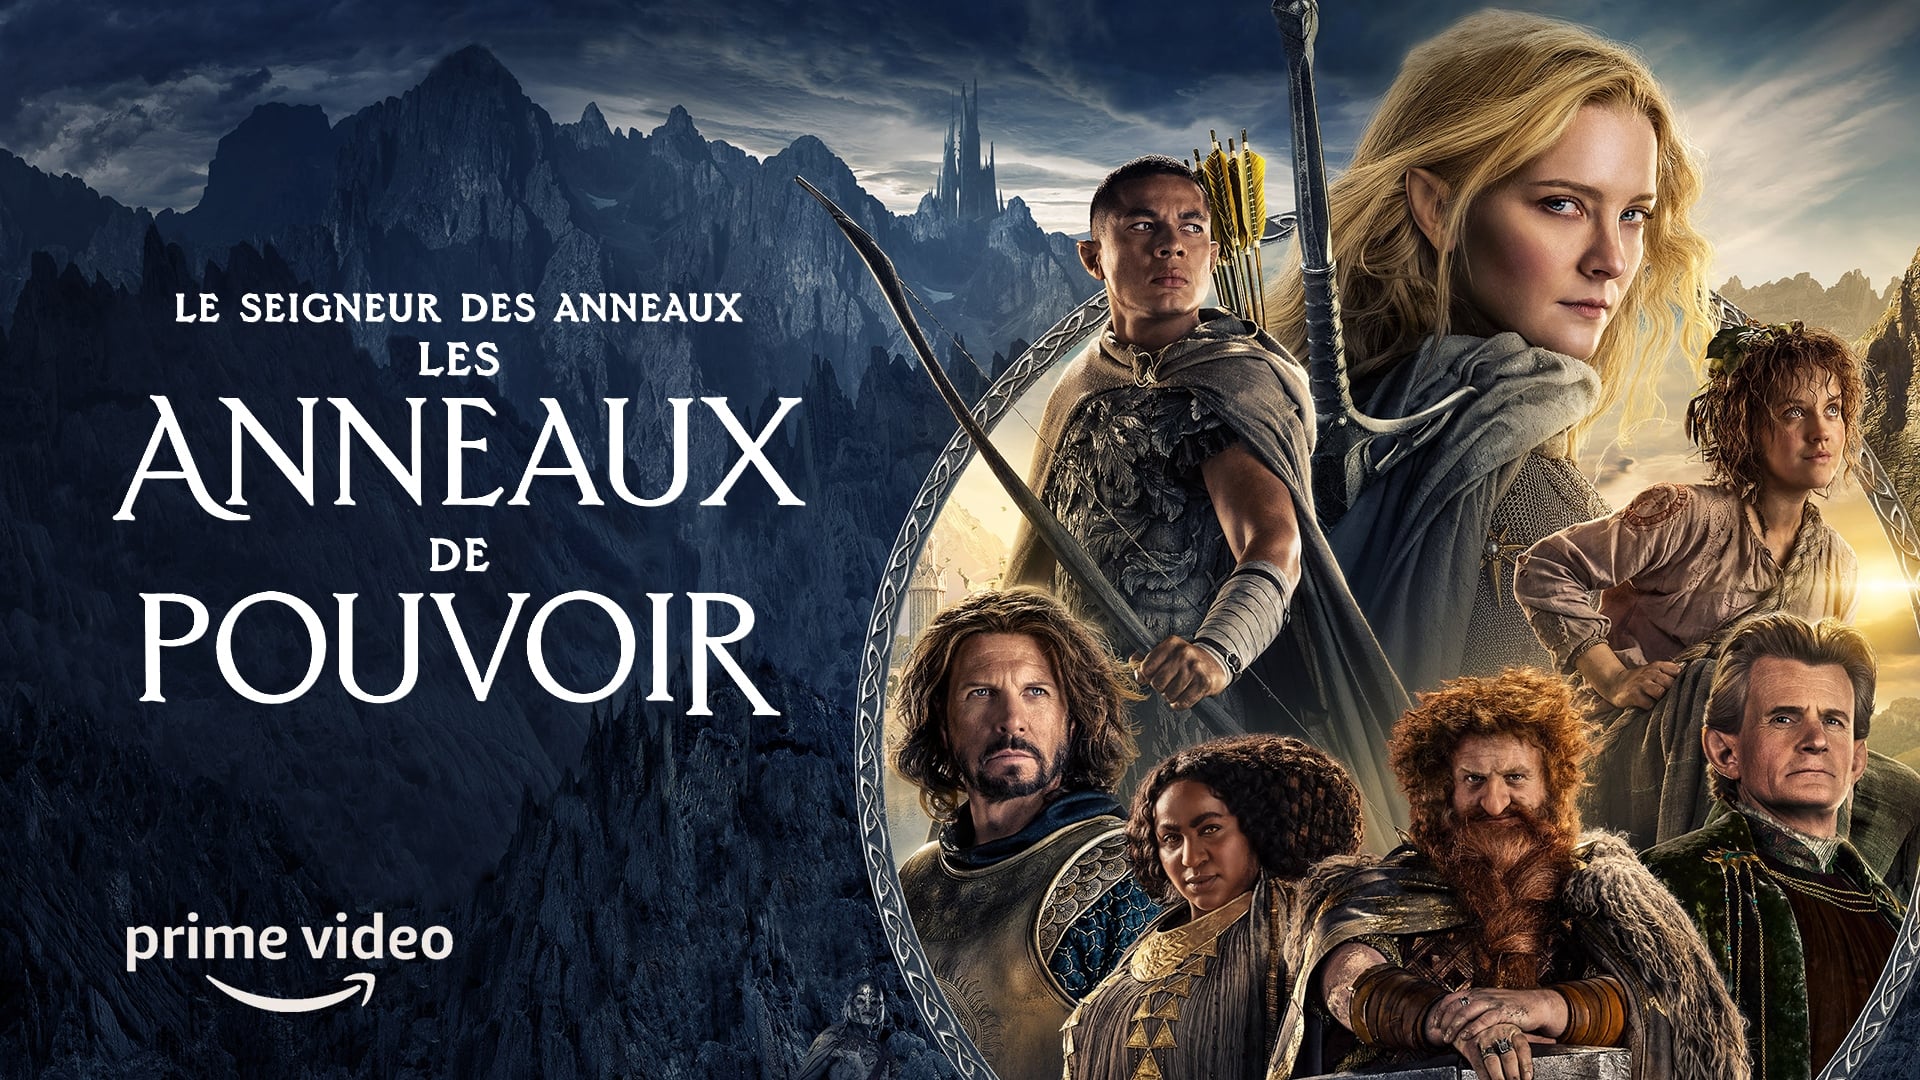 LE SEIGNEUR DES ANNEAUX
LES
ANNEAUX
DE
POUVOIR
prime video